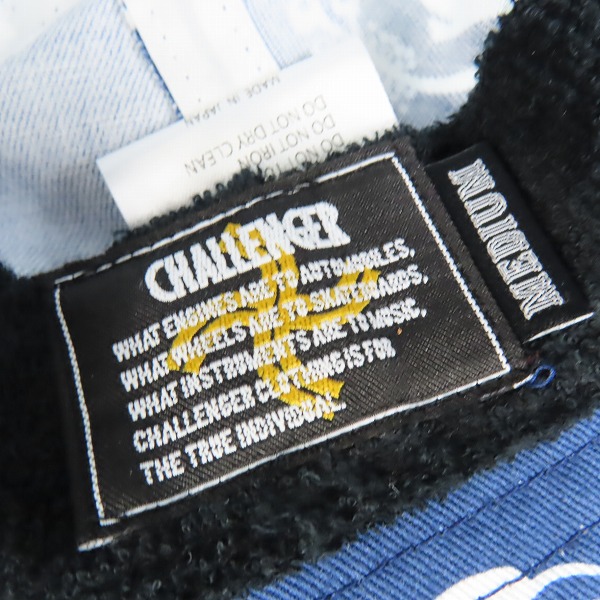 MADE IN JAPAN
DO NOT DRY CLEAN
DO NOT IRON
DO NOT
CHALLENGER
WHAT ENGINES ARE TO AUTOMOBILES,
WHAT WHEELS ARE TO SKATEBOARDS,
WHAT INSTRUMENTS ARE TO MUSIC,
CHALLENGER CLOTHING IS FOR
THE TRUE INDIVIDUAL.
MEDIUM